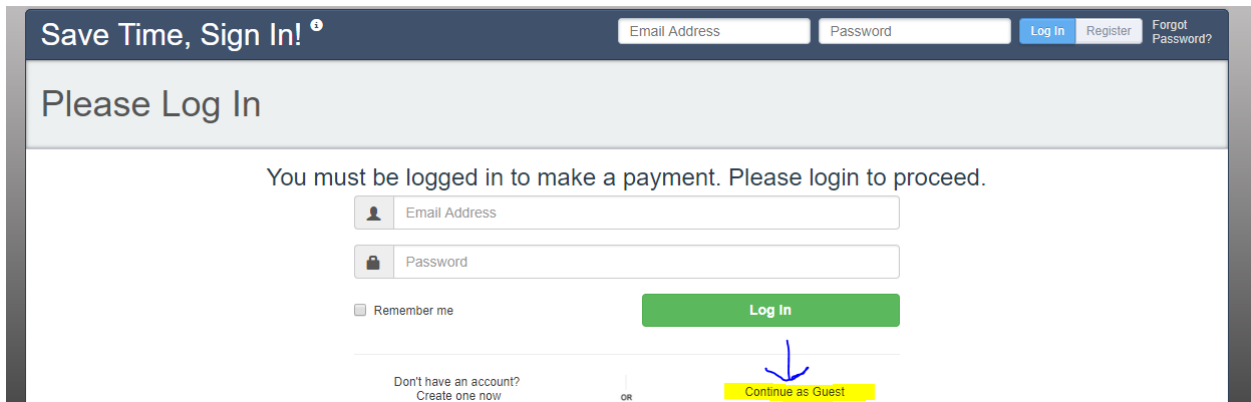 Save Time, Sign In!
Email Address
Password
Log In
Register
Forgot
Password?
Please Log In
You must be logged in to make a payment. Please login to proceed.
Email Address
Password
Remember me
Log In
Don't have an account?
Create one now
OR
Continue as Guest